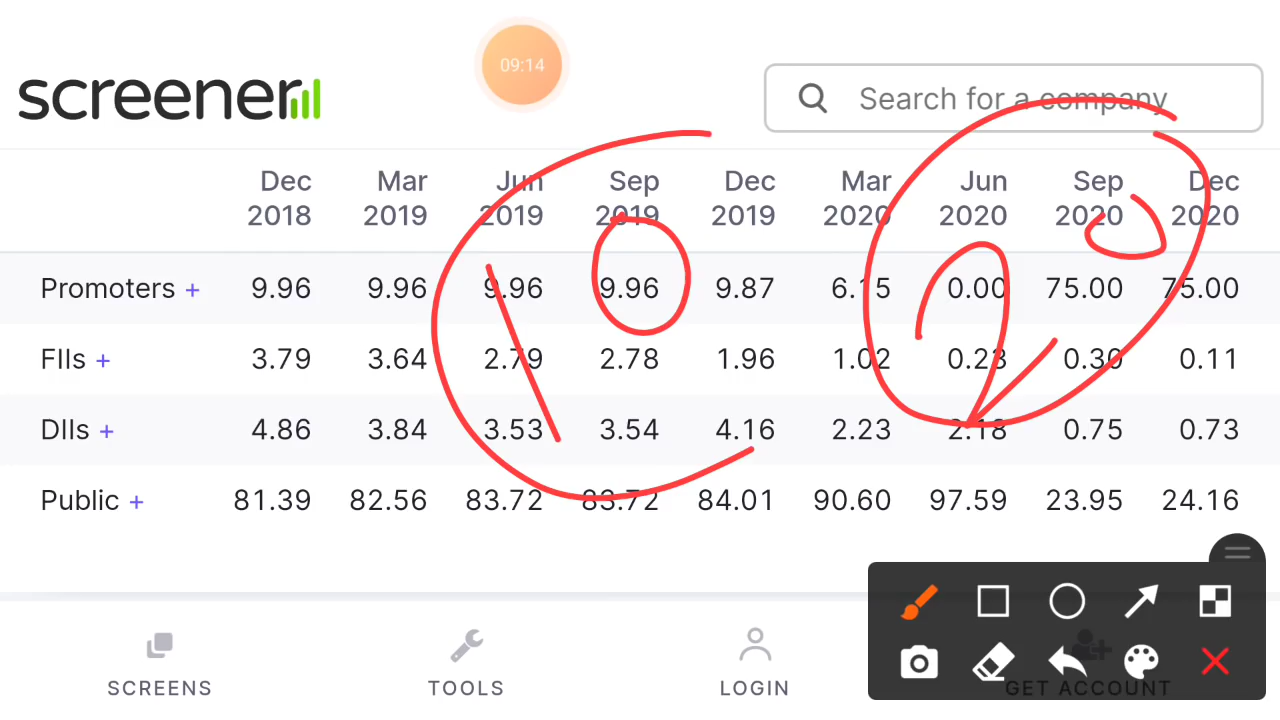 09:14
screener
Search for a company
Dec 2018 Mar 2019 Jun 2019 Sep 2019 Dec 2019 Mar 2020 Jun 2020 Sep 2020 Dec 2020
Promoters + 9.96 9.96 9.96 9.96 9.87 6.15 0.00 75.00 75.00
FIIs + 3.79 3.64 2.79 2.78 1.96 1.02 0.23 0.30 0.11
DIIs + 4.86 3.84 3.53 3.54 4.16 2.23 2.18 0.75 0.73
Public + 81.39 82.56 83.72 83.72 84.01 90.60 97.59 23.95 24.16
SCREENS TOOLS LOGIN GET ACCOUNT